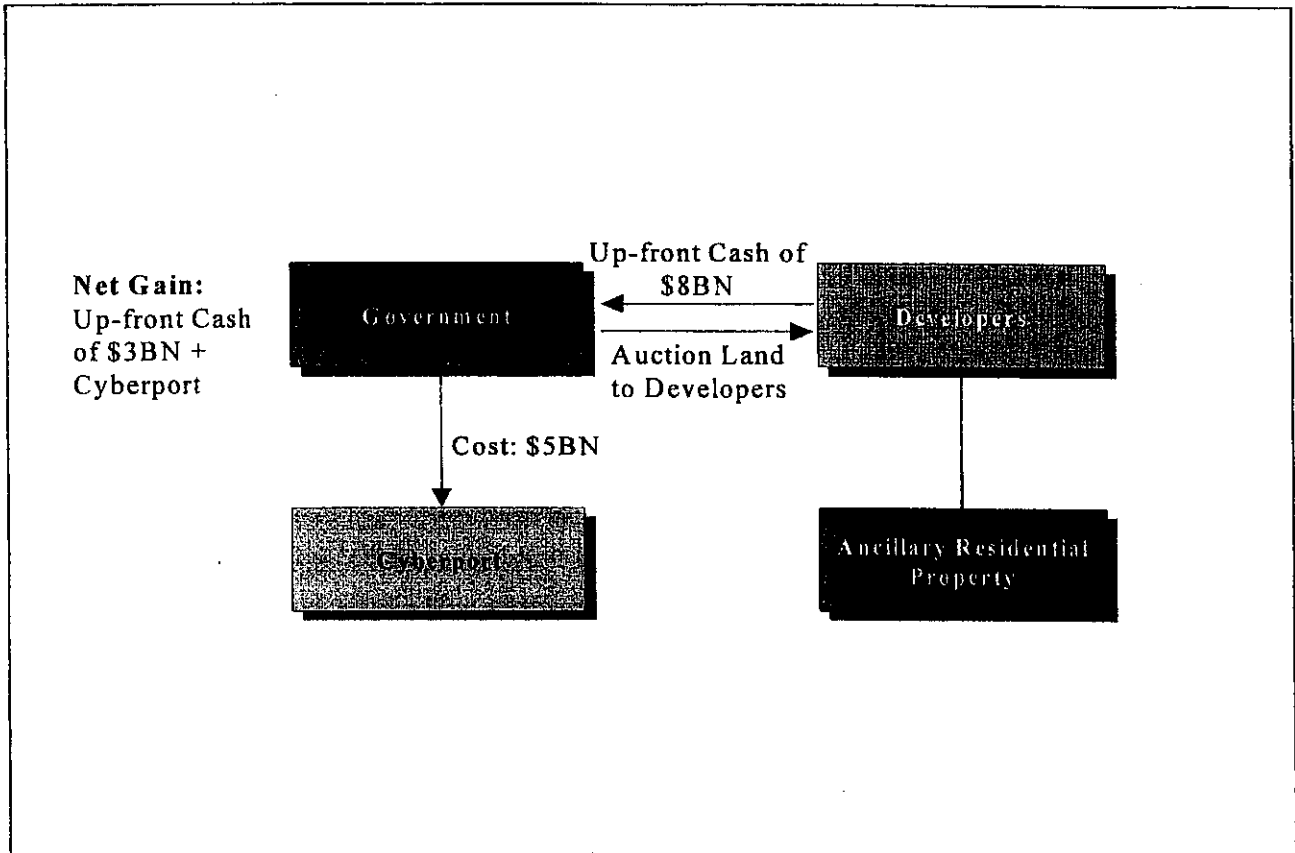 Net Gain:
Up-front Cash
of $3BN +
Cyberport
Government
Up-front Cash of
$8BN
Auction Land
to Developers
Developers
Cost: $5BN
Cyberport
Ancillary Residential
Property